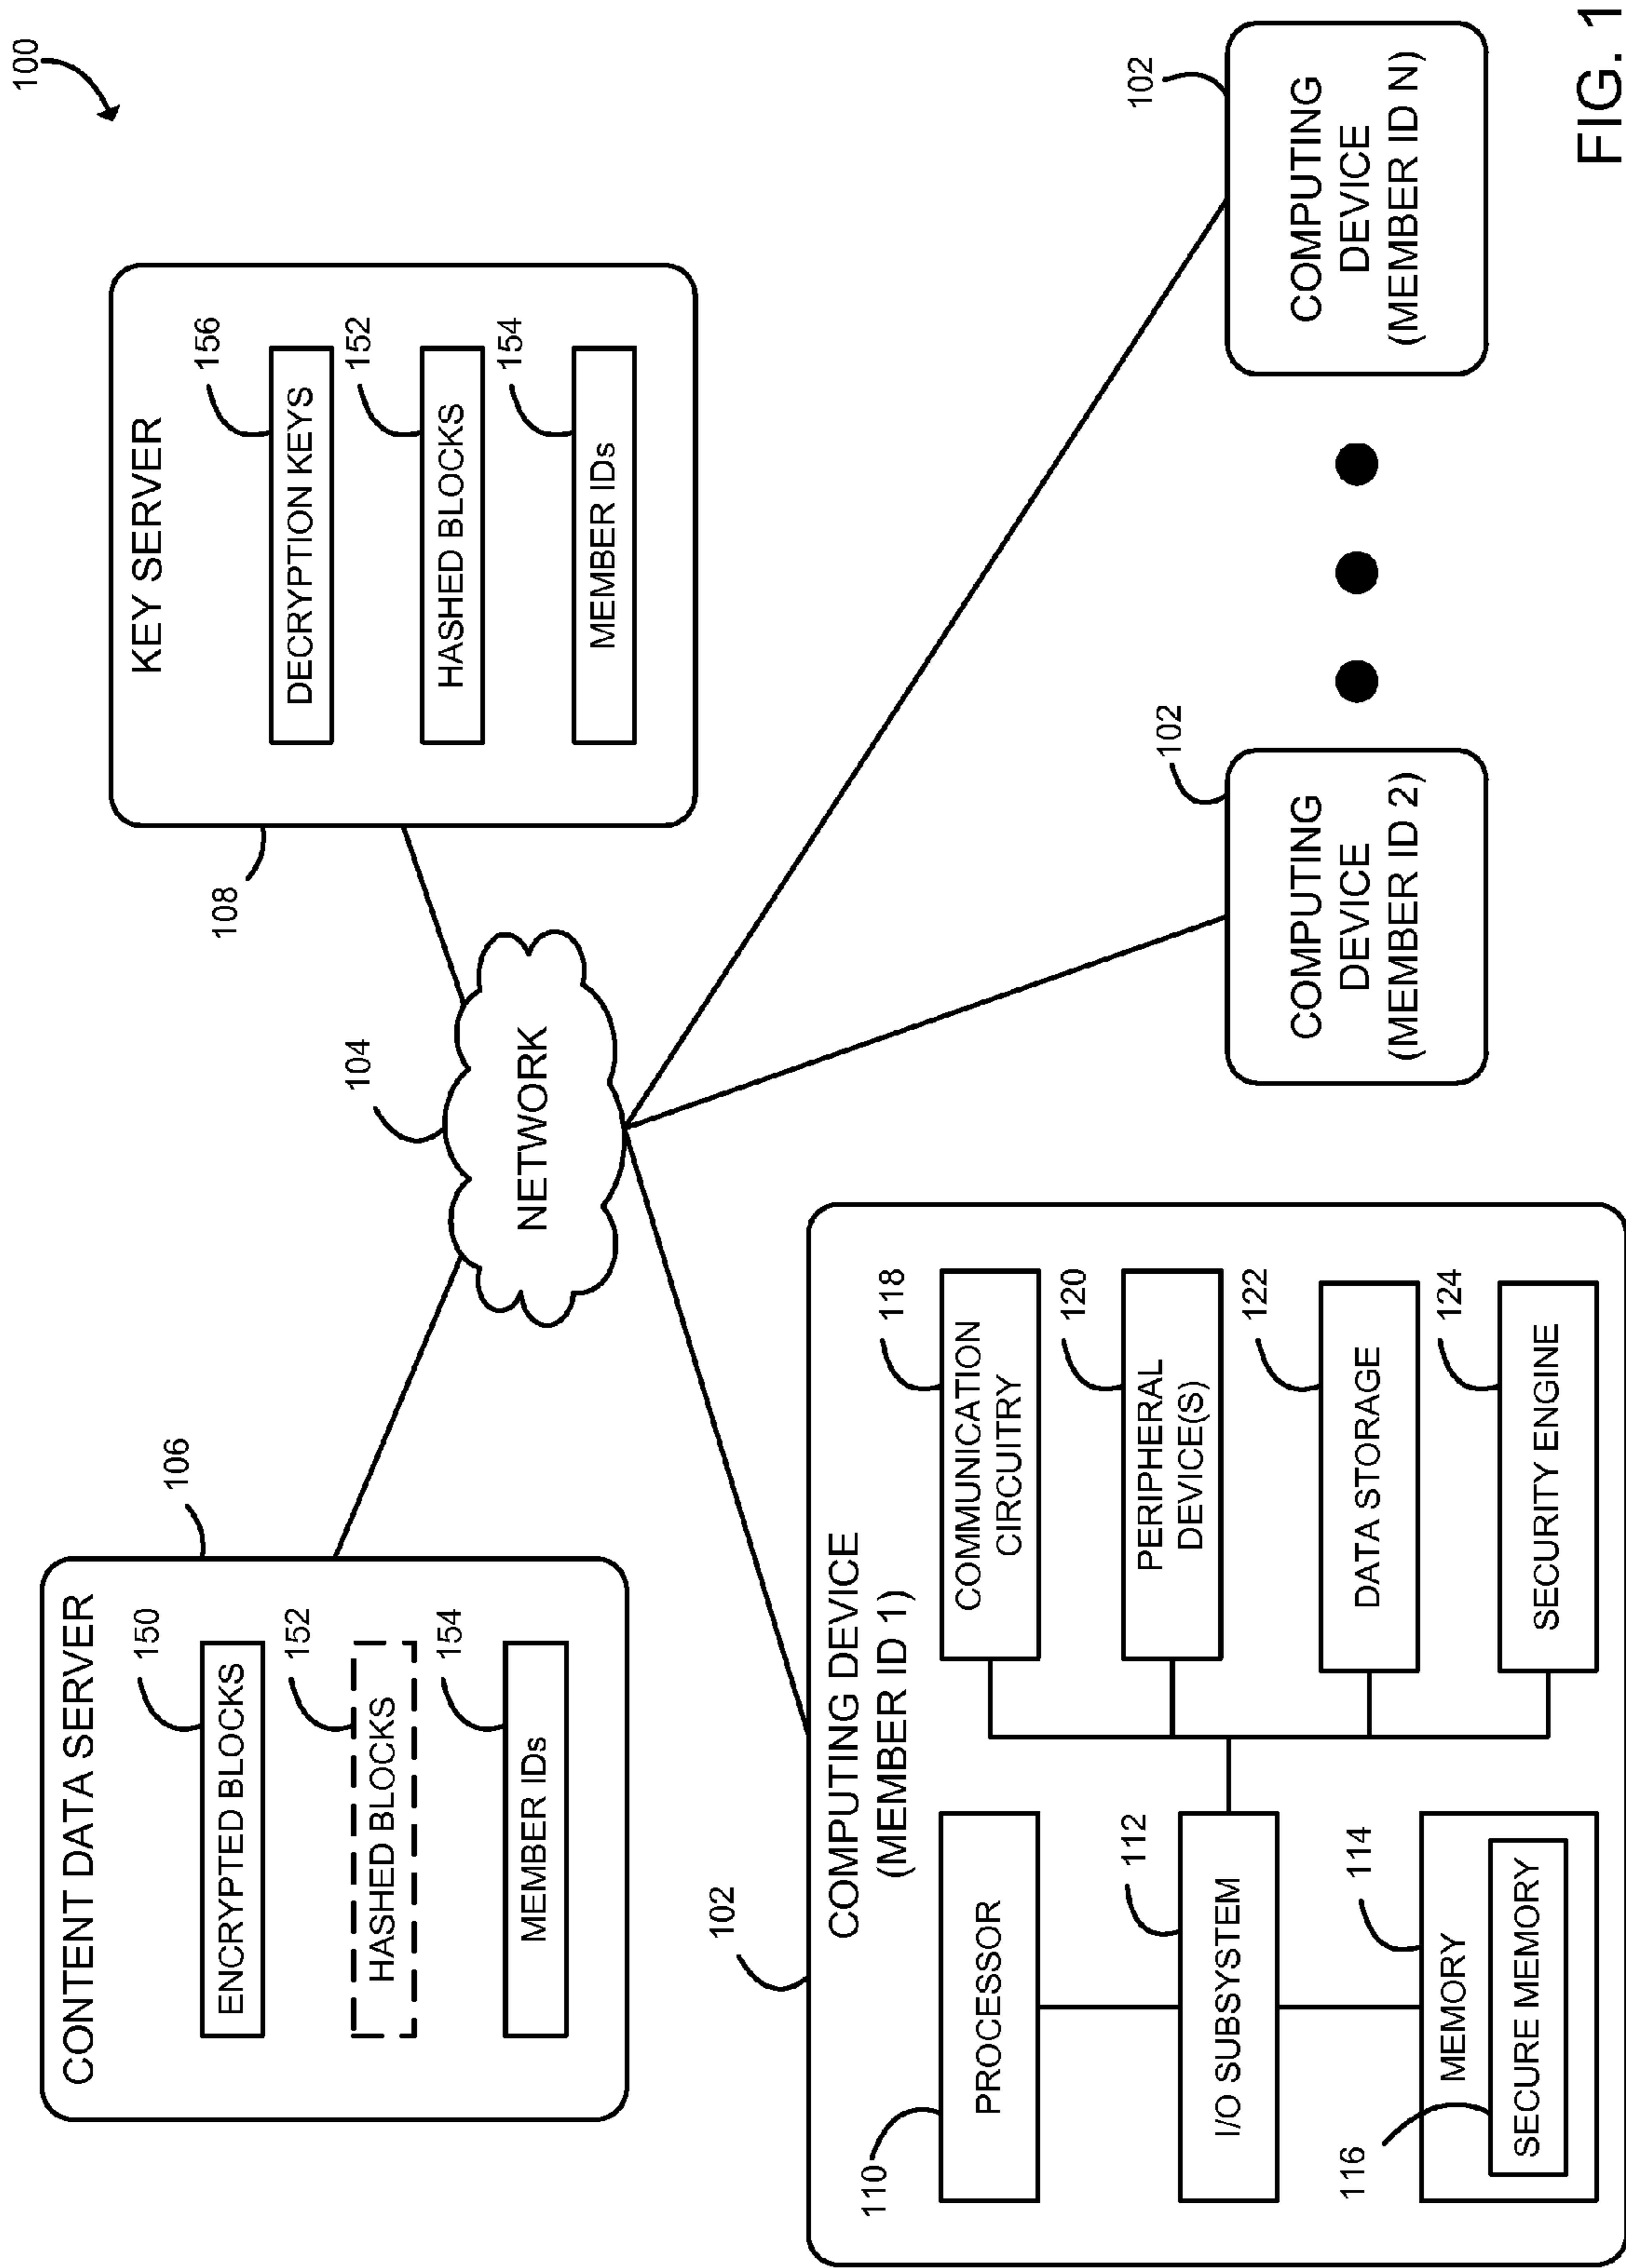 100
CONTENT DATA SERVER
106
ENCRYPTED BLOCKS
150
HASHED BLOCKS
152
MEMBER IDs
154
NETWORK
104
KEY SERVER
108
DECRYPTION KEYS
156
HASHED BLOCKS
152
MEMBER IDs
154
102
COMPUTING DEVICE
(MEMBER ID 1)
PROCESSOR
110
I/O SUBSYSTEM
112
MEMORY
114
SECURE MEMORY
116
COMMUNICATION
CIRCUITRY
118
PERIPHERAL
DEVICE(S)
120
DATA STORAGE
122
SECURITY ENGINE
124
102
COMPUTING
DEVICE
(MEMBER ID 2)
102
COMPUTING
DEVICE
(MEMBER ID N)
FIG. 1